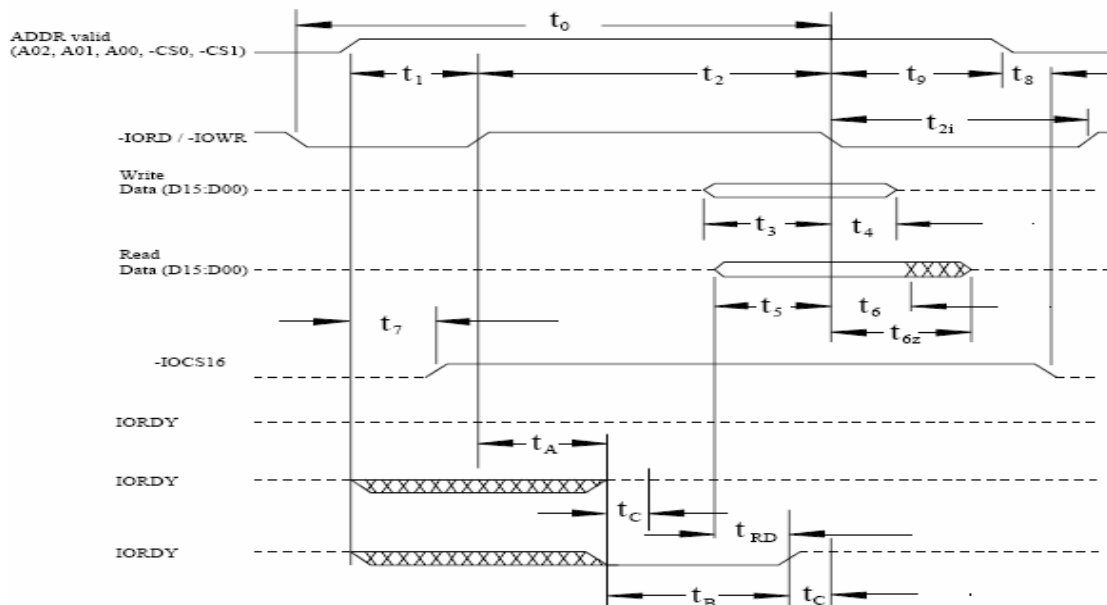 t0
ADDR valid
(A02, A01, A00, -CS0, -CS1)
t1
t2
t9
t8
t2i
-IORD / -IOWR
Write
Data (D15:D00)
t3
t4
Read
Data (D15:D00)
t5
t6
t7
t6z
-IOCS16
IORDY
tA
IORDY
tC
tRD
IORDY
tB
tC